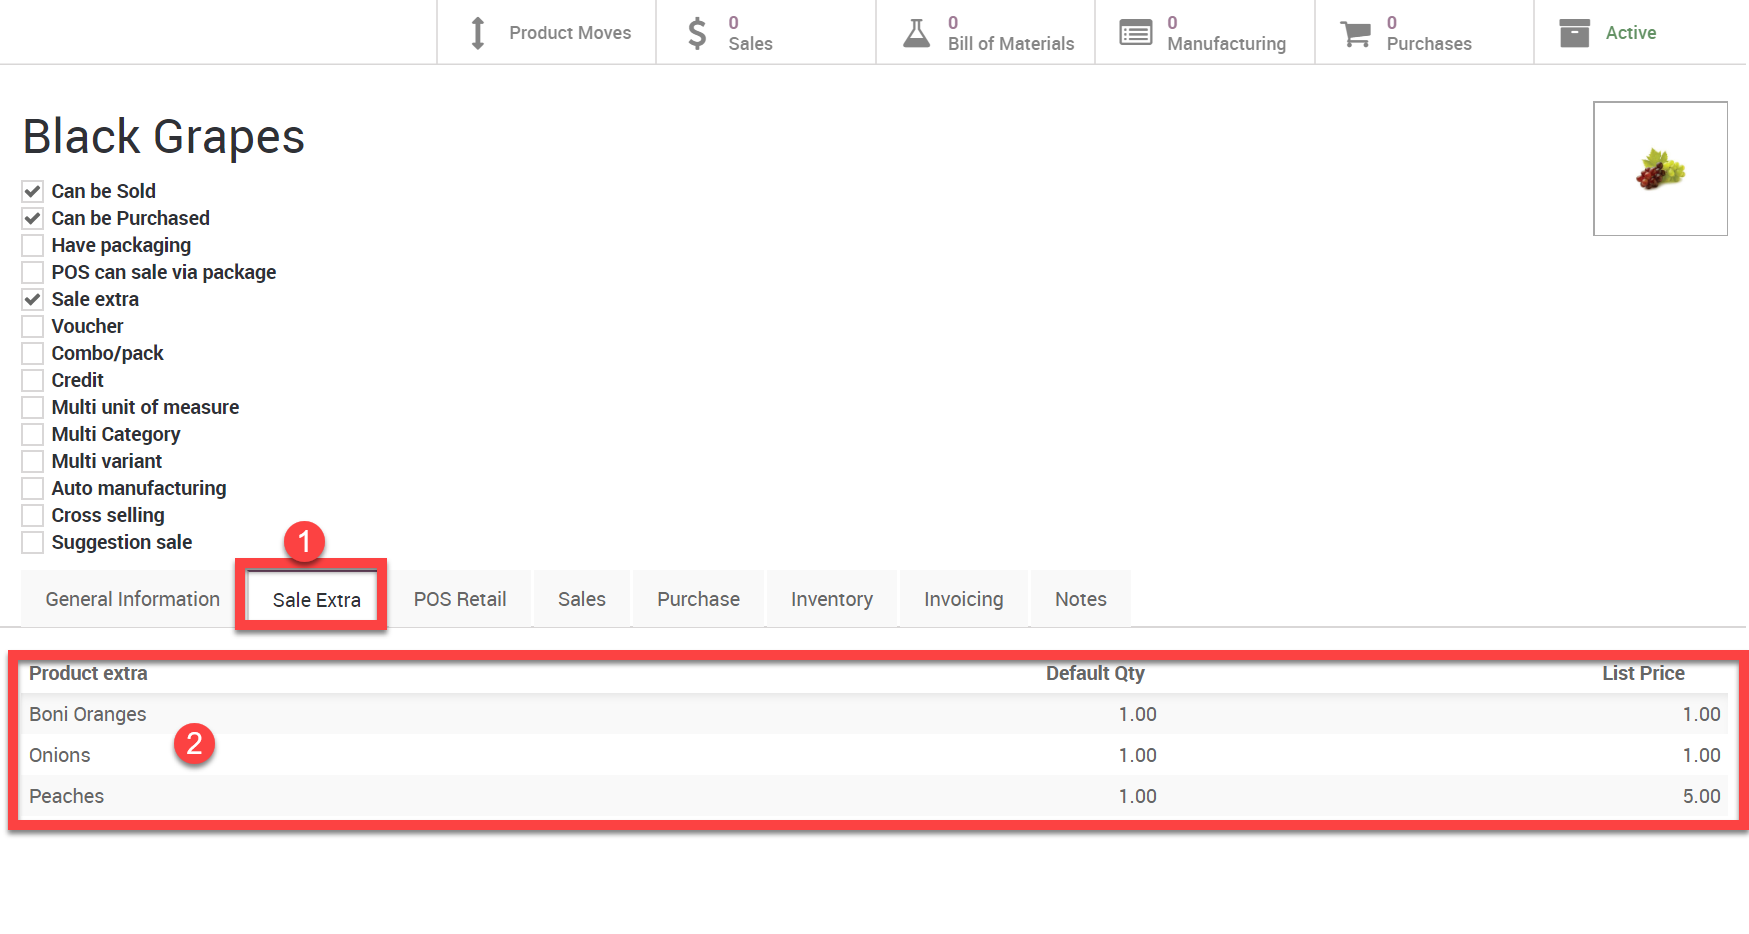 Product Moves
0
Sales
0
Bill of Materials
0
Manufacturing
0
Purchases
Active
Black Grapes
Can be Sold
Can be Purchased
Have packaging
POS can sale via package
Sale extra
Voucher
Combo/pack
Credit
Multi unit of measure
Multi Category
Multi variant
Auto manufacturing
Cross selling
Suggestion sale
1
General Information Sale Extra POS Retail Sales Purchase Inventory Invoicing Notes
Product extra Default Qty List Price
Boni Oranges 1.00 1.00
2
Onions 1.00 1.00
Peaches 1.00 5.00